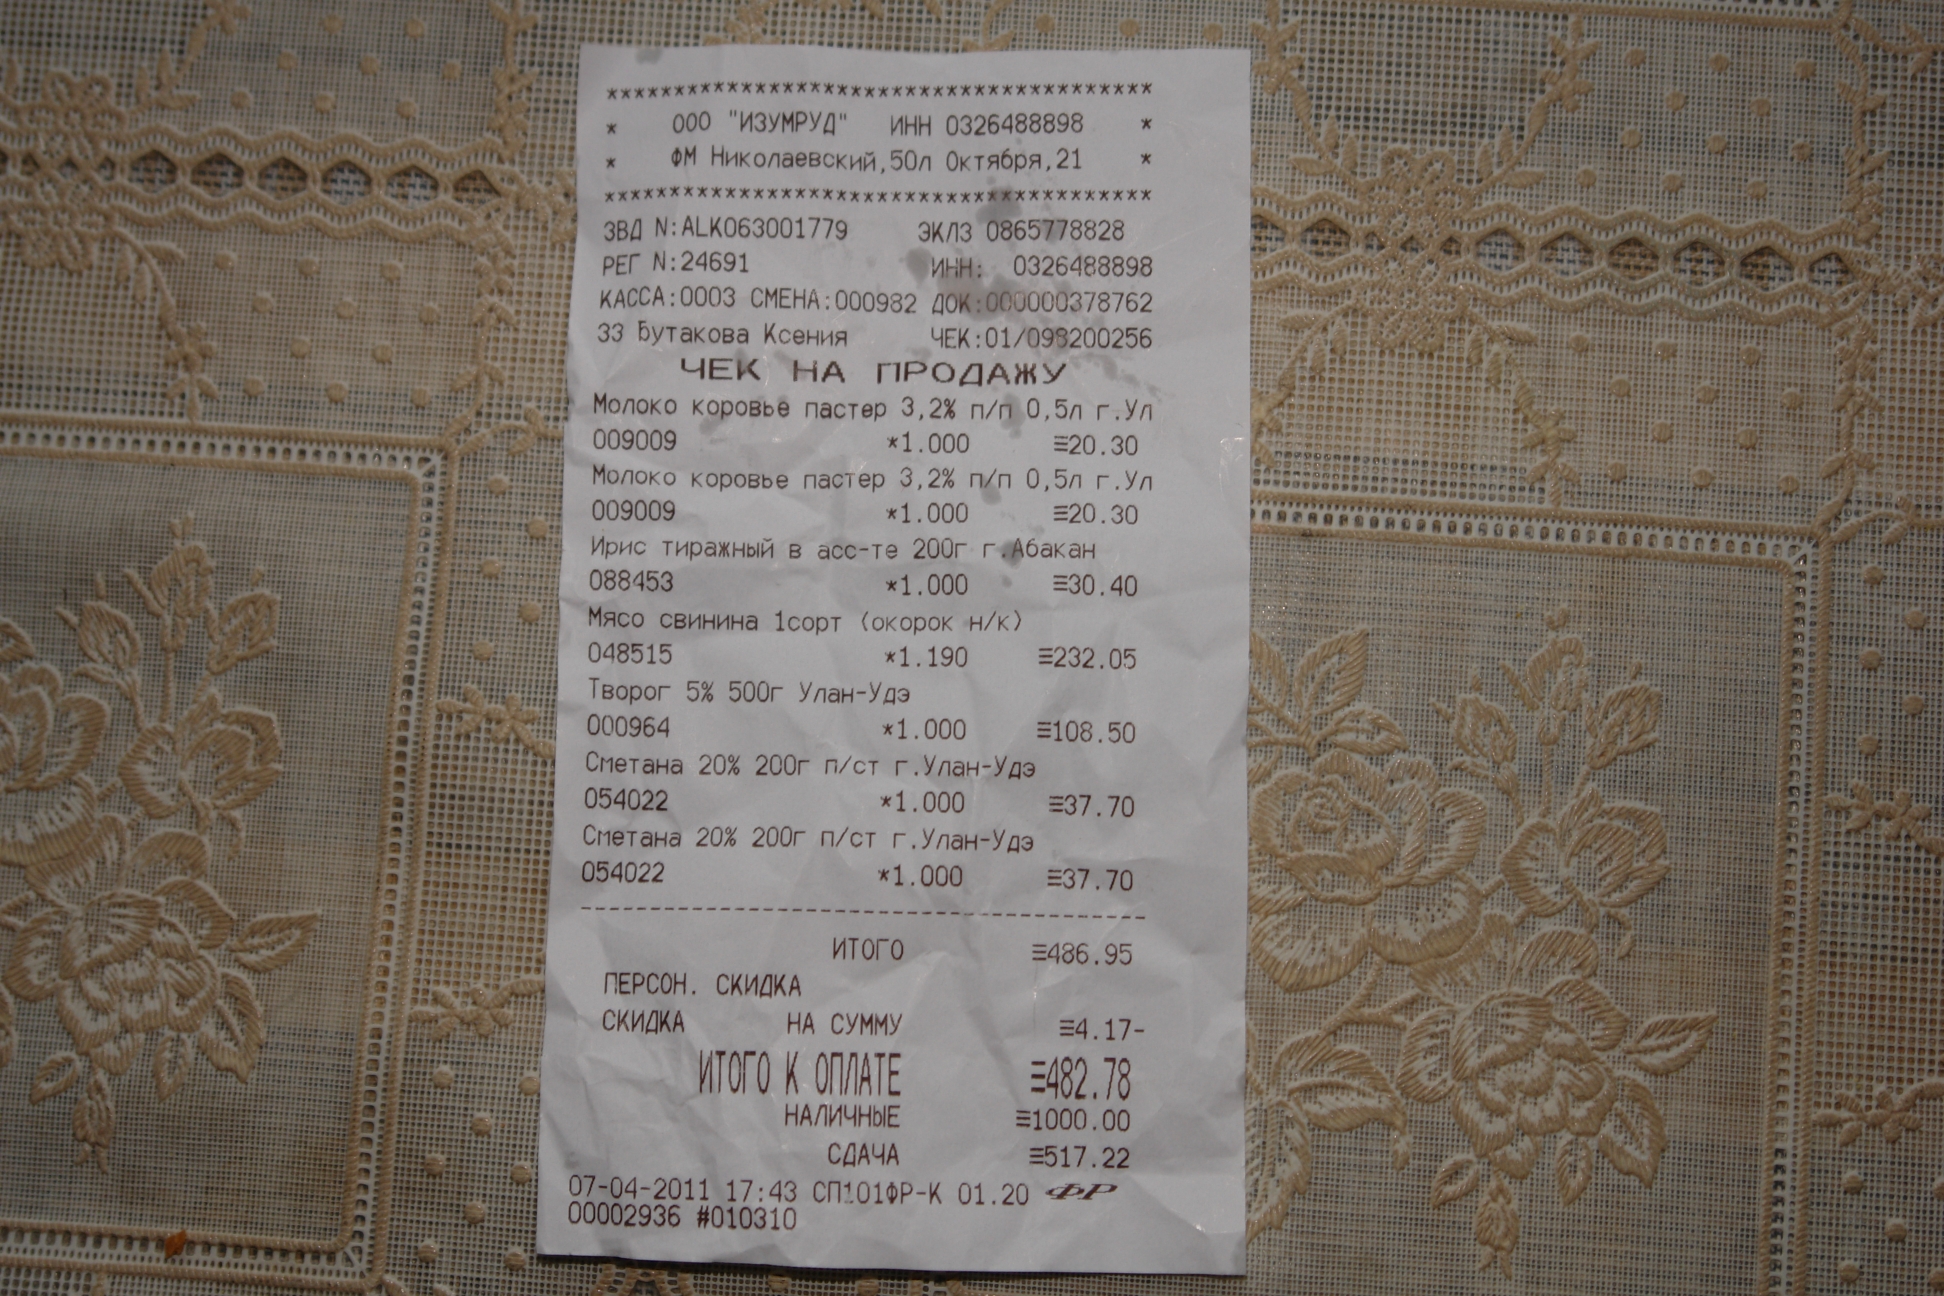 ****************************************
* ООО "ИЗУМРУД" ИНН 0326488898 *
* ФМ Николаевский,50л Октября,21 *
****************************************
ЗВД N:ALK063001779 ЭКЛЗ 0865778828
РЕГ N:24691 ИНН: 0326488898
КАССА:0003 СМЕНА:000982 ДОК:000000378762
33 Бутакова Ксения ЧЕК:01/098200256
ЧЕК НА ПРОДАЖУ
Молоко коровье пастер 3,2% п/п 0,5л г.Ул
009009 *1.000 ≡20.30
Молоко коровье пастер 3,2% п/п 0,5л г.Ул
009009 *1.000 ≡20.30
Ирис тиражный в асс-те 200г г.Абакан
088453 *1.000 ≡30.40
Мясо свинина 1сорт (окорок н/к)
048515 *1.190 ≡232.05
Творог 5% 500г Улан-Удэ
000964 *1.000 ≡108.50
Сметана 20% 200г п/ст г.Улан-Удэ
054022 *1.000 ≡37.70
Сметана 20% 200г п/ст г.Улан-Удэ
054022 *1.000 ≡37.70
----------------------------------------
ИТОГО ≡486.95
ПЕРСОН. СКИДКА
СКИДКА НА СУММУ ≡4.17-
ИТОГО К ОПЛАТЕ ≡482.78
НАЛИЧНЫЕ ≡1000.00
СДАЧА ≡517.22
07-04-2011 17:43 СП101ФР-К 01.20 ФР
00002936 #010310